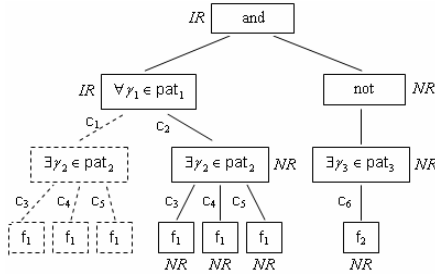 IR and
IR ∀γ₁ ∈ pat₁ not NR
c₁ c₂
∃γ₂ ∈ pat₂ ∃γ₂ ∈ pat₂ NR ∃γ₃ ∈ pat₃ NR
c₃ c₄ c₅ c₃ c₄ c₅ c₆
f₁ f₁ f₁ f₁ f₁ f₁ f₂
NR NR NR NR